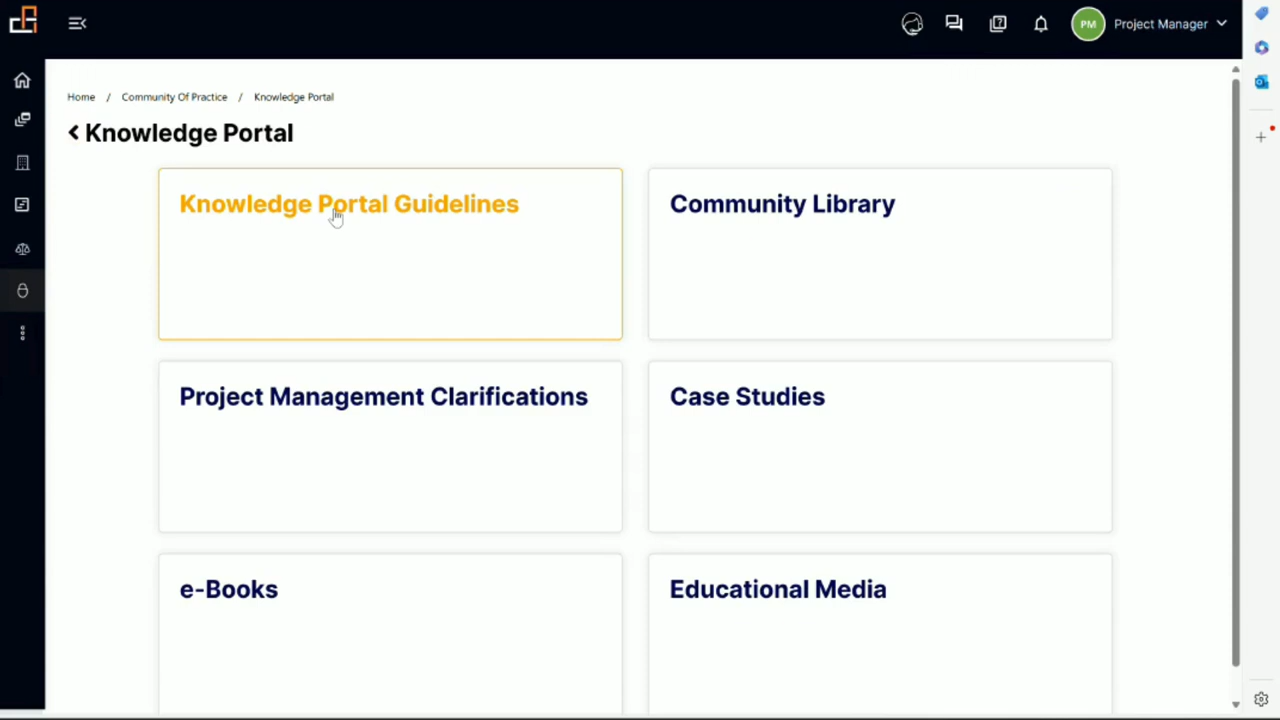 PM Project Manager
Home / Community Of Practice / Knowledge Portal
Knowledge Portal
Knowledge Portal Guidelines
Community Library
Project Management Clarifications
Case Studies
e-Books
Educational Media